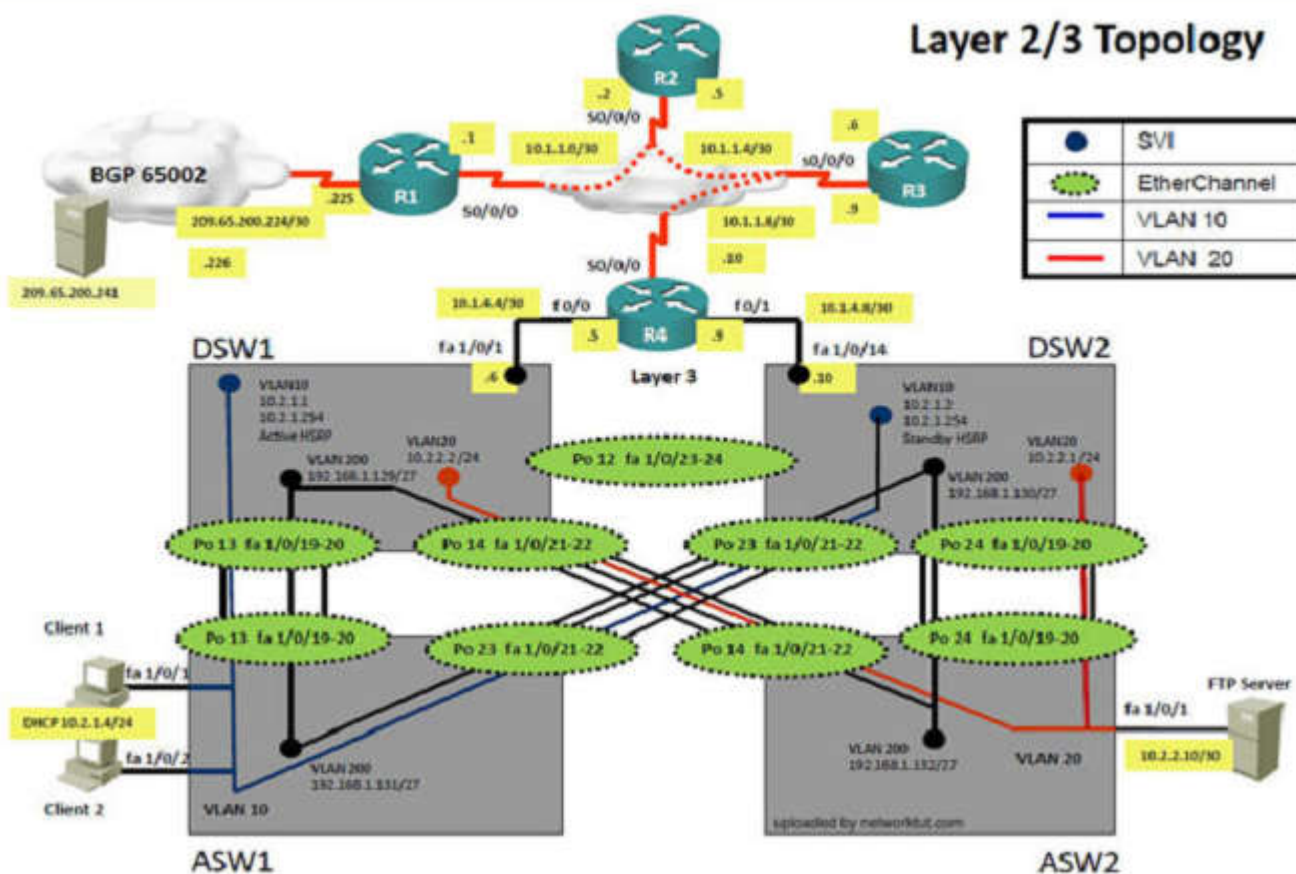 Layer 2/3 Topology
R2
.2
.5
S0/0/0
.1
10.1.1.0/30
10.1.1.4/30
.6
s0/0/0
BGP 65002
R1
R3
.225
S0/0/0
.9
209.65.200.224/30
10.1.1.8/30
.226
.10
209.65.200.241
S0/0/0
SVI
EtherChannel
VLAN 10
VLAN 20
f0/0
f0/1
10.1.4.8/30
.5
R4
.9
DSW1
fa 1/0/1
fa 1/0/14
DSW2
.6
Layer 3
.10
VLAN10
10.2.1.1
10.2.1.254
Active HSRP
VLAN10
10.2.1.2
10.2.1.254
Standby HSRP
VLAN20
10.2.2.2/24
VLAN20
10.2.2.1/24
Po 12 fa 1/0/23-24
VLAN 200
192.168.1.129/27
VLAN 200
192.168.1.130/27
Po 13 fa 1/0/19-20
Po 14 fa 1/0/21-22
Po 23 fa 1/0/21-22
Po 24 fa 1/0/19-20
Client 1
Po 13 fa 1/0/19-20
Po 23 fa 1/0/21-22
Po 14 fa 1/0/21-22
Po 24 fa 1/0/19-20
fa 1/0/1
FTP Server
DHCP 10.2.1.4/24
fa 1/0/1
fa 1/0/2
Client 2
VLAN 200
192.168.1.131/27
VLAN 10
VLAN 200
192.168.1.132/27
VLAN 20
uploaded by networktut.com
ASW1
ASW2